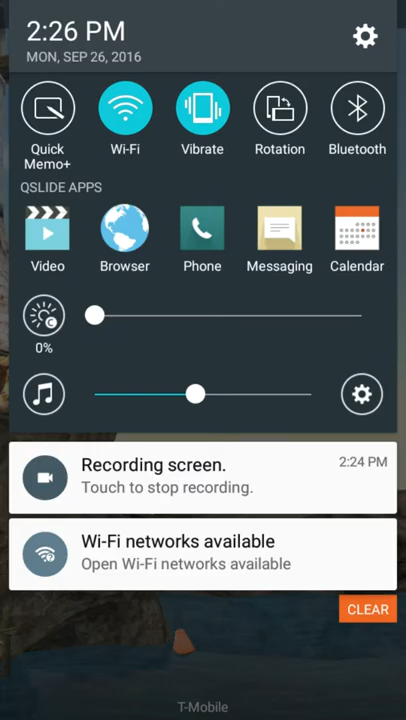 2:26 PM
MON, SEP 26, 2016
Quick Memo+
Wi-Fi
Vibrate
Rotation
Bluetooth
QSLIDE APPS
Video
Browser
Phone
Messaging
Calendar
0%
Recording screen.
2:24 PM
Touch to stop recording.
Wi-Fi networks available
Open Wi-Fi networks available
CLEAR
T-Mobile